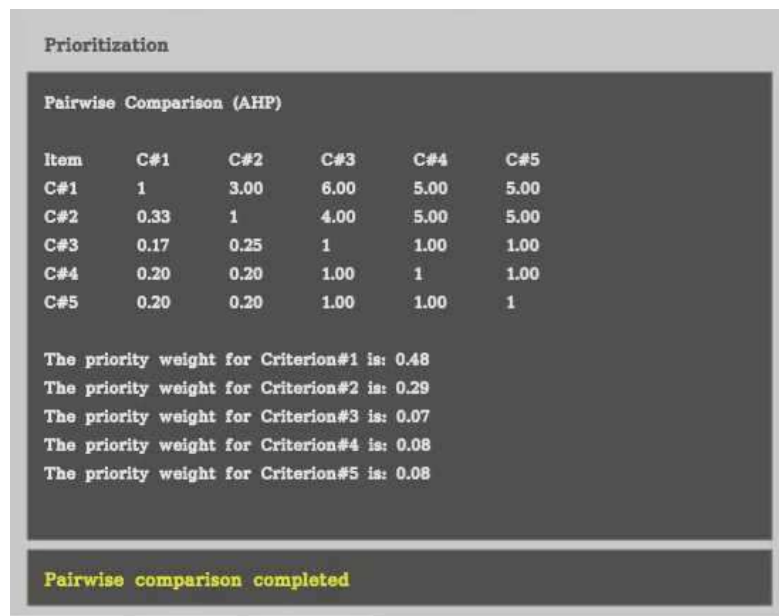 Prioritization
Pairwise Comparison (AHP)
Item C#1 C#2 C#3 C#4 C#5
C#1 1 3.00 6.00 5.00 5.00
C#2 0.33 1 4.00 5.00 5.00
C#3 0.17 0.25 1 1.00 1.00
C#4 0.20 0.20 1.00 1 1.00
C#5 0.20 0.20 1.00 1.00 1
The priority weight for Criterion#1 is: 0.48
The priority weight for Criterion#2 is: 0.29
The priority weight for Criterion#3 is: 0.07
The priority weight for Criterion#4 is: 0.08
The priority weight for Criterion#5 is: 0.08
Pairwise comparison completed